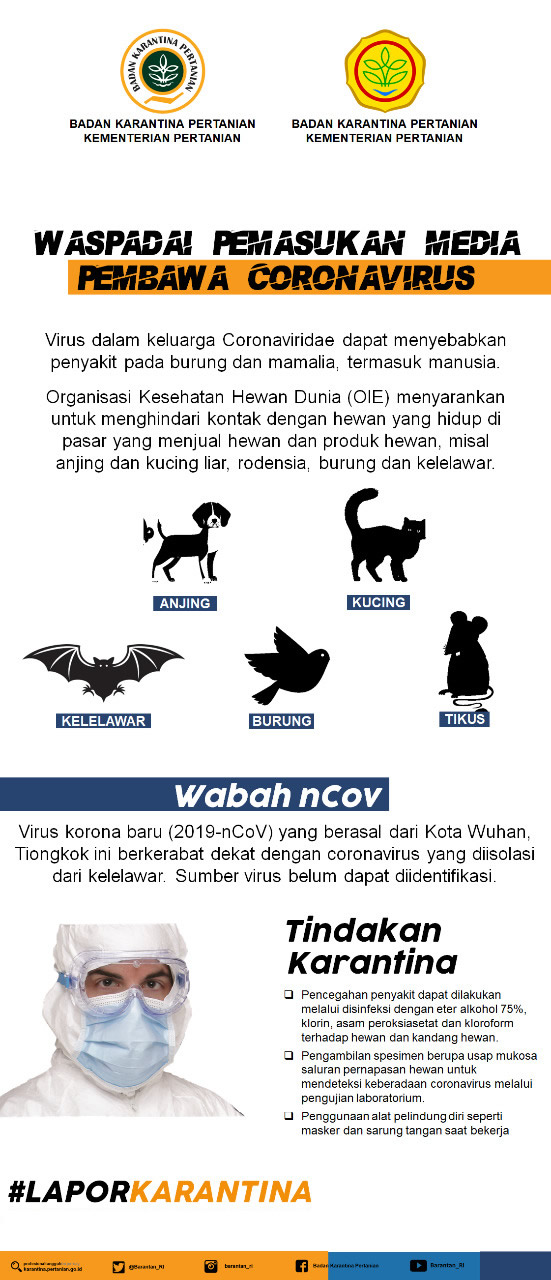 BADAN KARANTINA PERTANIAN
BADAN KARANTINA PERTANIAN
KEMENTERIAN PERTANIAN
BADAN KARANTINA PERTANIAN
KEMENTERIAN PERTANIAN
WASPADAI PEMASUKAN MEDIA
PEMBAWA CORONAVIRUS
Virus dalam keluarga Coronaviridae dapat menyebabkan
penyakit pada burung dan mamalia, termasuk manusia.
Organisasi Kesehatan Hewan Dunia (OIE) menyarankan
untuk menghindari kontak dengan hewan yang hidup di
pasar yang menjual hewan dan produk hewan, misal
anjing dan kucing liar, rodensia, burung dan kelelawar.
ANJING
KUCING
KELELAWAR
BURUNG
TIKUS
Wabah nCov
Virus korona baru (2019-nCoV) yang berasal dari Kota Wuhan,
Tiongkok ini berkerabat dekat dengan coronavirus yang diisolasi
dari kelelawar. Sumber virus belum dapat diidentifikasi.
Tindakan
Karantina
❑ Pencegahan penyakit dapat dilakukan
melalui disinfeksi dengan eter alkohol 75%,
klorin, asam peroksiasetat dan kloroform
terhadap hewan dan kandang hewan.
❑ Pengambilan spesimen berupa usap mukosa
saluran pernapasan hewan untuk
mendeteksi keberadaan coronavirus melalui
pengujian laboratorium.
❑ Penggunaan alat pelindung diri seperti
masker dan sarung tangan saat bekerja
#LAPORKARANTINA
karantina.pertanian.go.id
@Barantan_RI
barantan_ri
Badan Karantina Pertanian
Barantan_RI